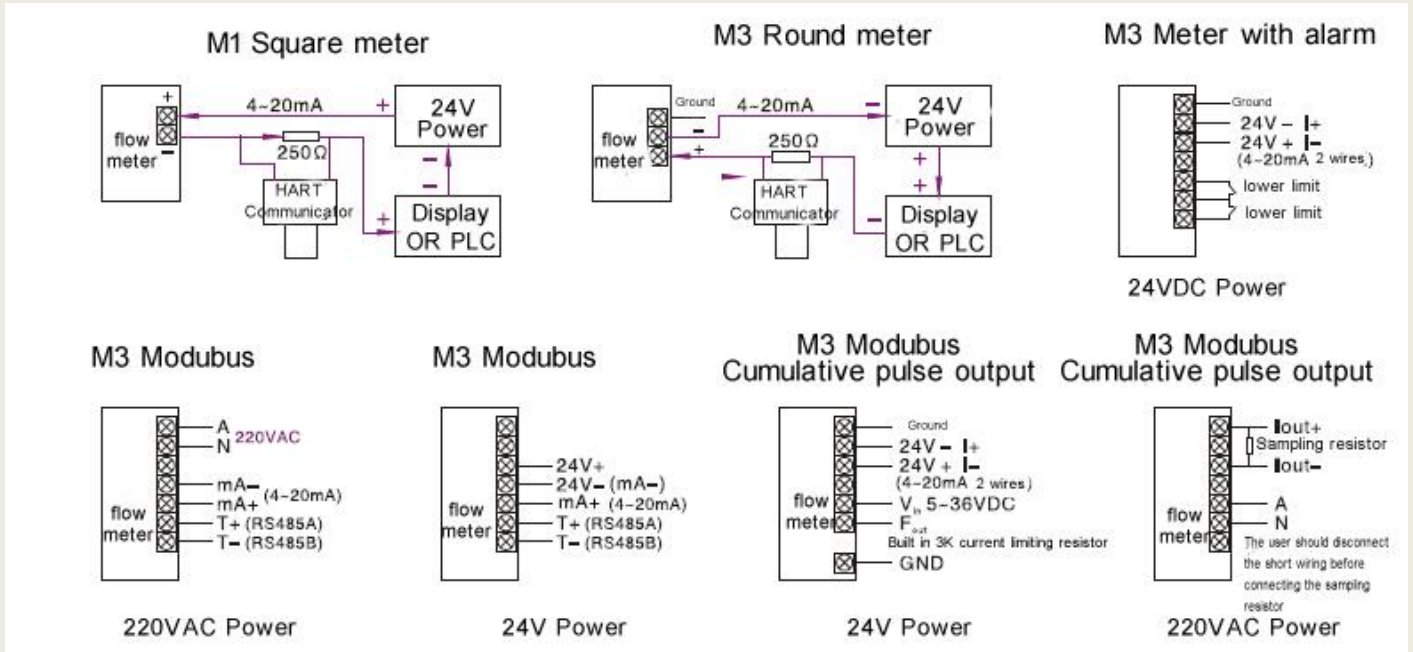 M1 Square meter
+
4~20mA
+
24V
Power
flow
meter
-
250Ω
HART
Communicator
-
-
+
Display
OR PLC
M3 Round meter
Ground
4~20mA
-
24V
Power
-
flow
meter
+
250Ω
HART
Communicator
+
+
-
Display
OR PLC
M3 Meter with alarm
Ground
24V - I+
24V + I-
(4~20mA 2 wires,)
lower limit
lower limit
24VDC Power
M3 Modubus
A
N
220VAC
mA-
mA+
(4~20mA)
T+ (RS485A)
T- (RS485B)
flow
meter
220VAC Power
M3 Modubus
24V+
24V- (mA-)
mA+ (4~20mA)
T+ (RS485A)
T- (RS485B)
flow
meter
24V Power
M3 Modubus
Cumulative pulse output
Ground
24V - I+
24V + I-
(4~20mA 2 wires)
Vin 5~36VDC
Fout
Built in 3K current limiting resistor
GND
flow
meter
24V Power
M3 Modubus
Cumulative pulse output
Iout+
Sampling resistor
Iout-
A
N
flow
meter
The user should disconnect
the short wiring before
connecting the sampling
resistor
220VAC Power